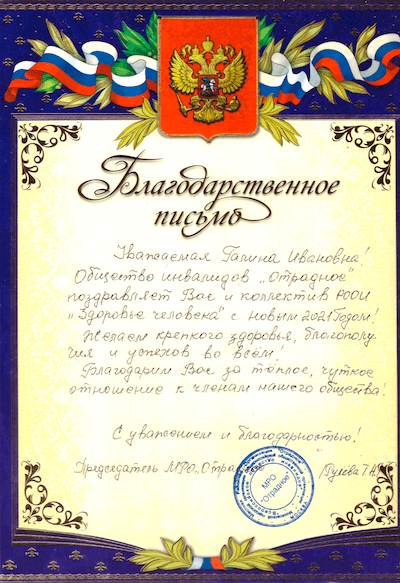 Благодарственное
письмо
Уважаемая Галина Ивановна!
Общество инвалидов „Отрадное"
поздравляет Вас и коллектив РООИ
„Здоровье человека" с новым 2021 годом!
Желаем крепкого здоровья, благополу
чия и успехов во всём!
Благодарим Вас за тёплое, чуткое
отношение к членам нашего общества!
С уважением и благодарностью!
Председатель МРО „Отрадное" Гулева Т.А.
МРО
"Отрадное"